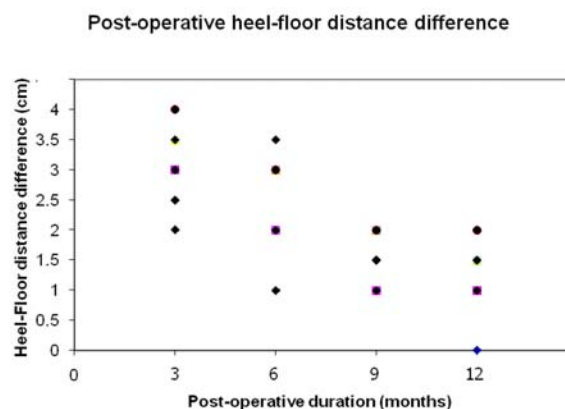 Post-operative heel-floor distance difference
Heel-Floor distance difference (cm)
4
3.5
3
2.5
2
1.5
1
0.5
0
0 3 6 9 12
Post-operative duration (months)